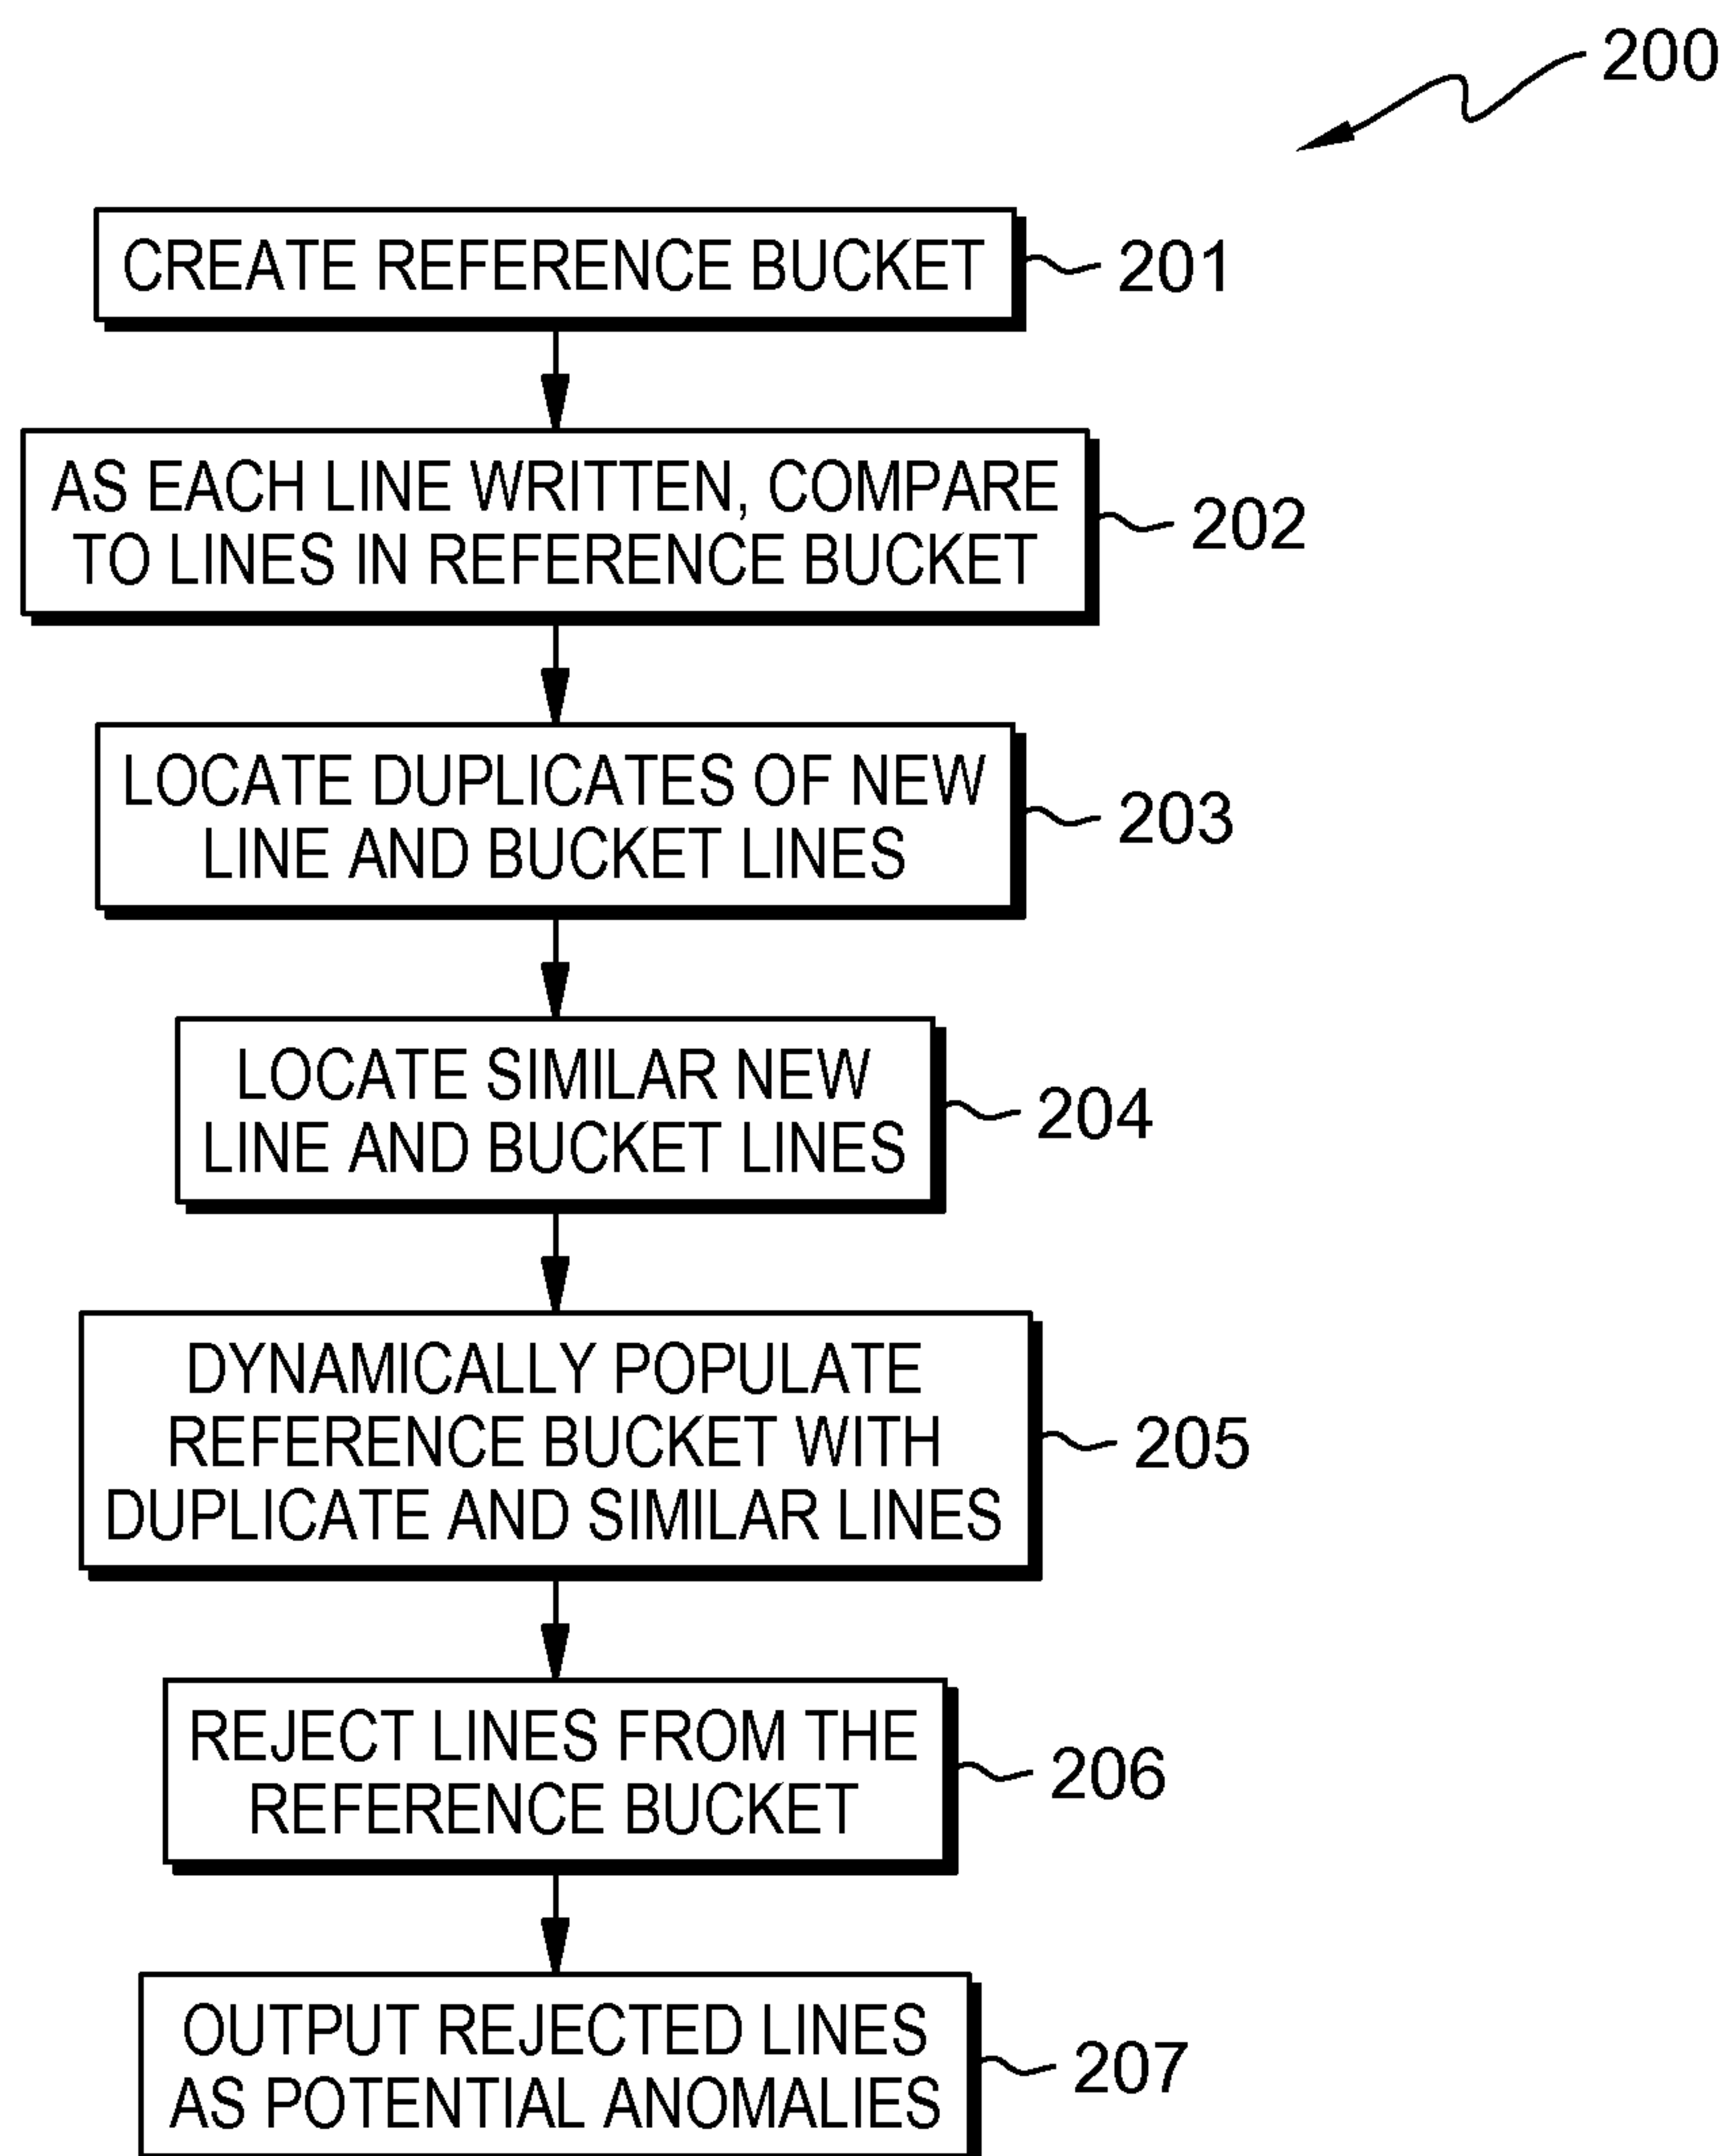 200
CREATE REFERENCE BUCKET
201
AS EACH LINE WRITTEN, COMPARE
TO LINES IN REFERENCE BUCKET
202
LOCATE DUPLICATES OF NEW
LINE AND BUCKET LINES
203
LOCATE SIMILAR NEW
LINE AND BUCKET LINES
204
DYNAMICALLY POPULATE
REFERENCE BUCKET WITH
DUPLICATE AND SIMILAR LINES
205
REJECT LINES FROM THE
REFERENCE BUCKET
206
OUTPUT REJECTED LINES
AS POTENTIAL ANOMALIES
207